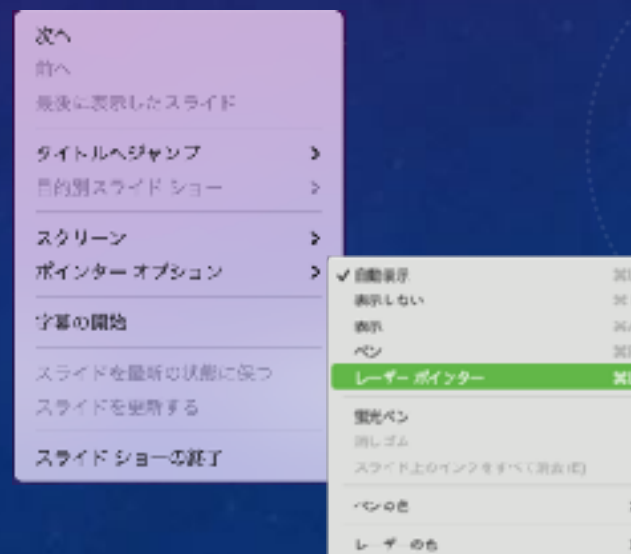 次へ
前へ
最後に表示したスライド
タイトルへジャンプ
目的別スライド ショー
スクリーン
ポインター オプション
字幕の開始
スライドを最新の状態に保つ
スライドを更新する
スライド ショーの終了
✓ 自動表示
表示しない
表示
ペン
レーザー ポインター
蛍光ペン
消しゴム
スライド上のインクをすべて消去(E)
ペンの色
レーザーの色